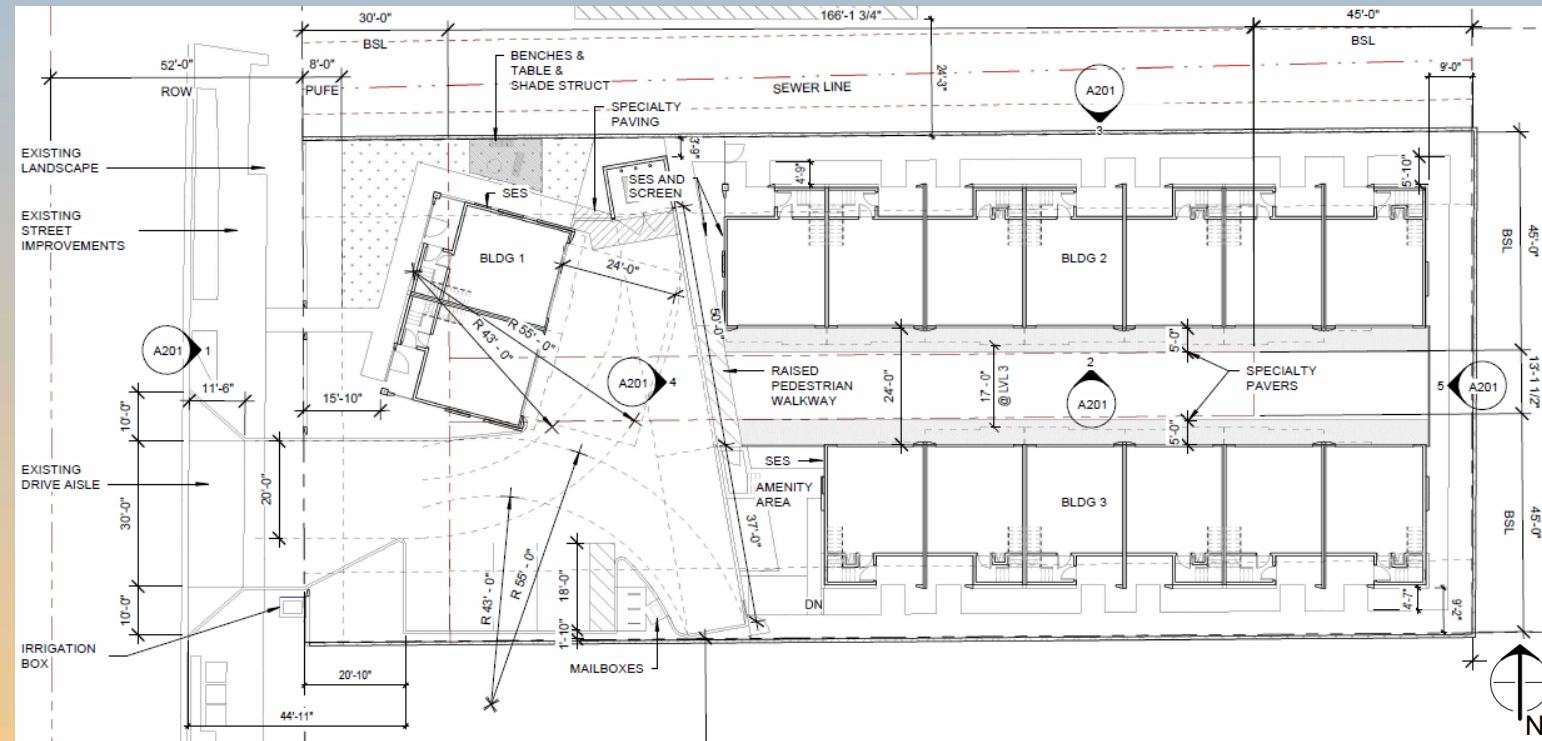 30'-0"
166'-1 3/4"
45'-0"
BSL
BSL
BENCHES &
TABLE &
SHADE STRUCT
52'-0"
8'-0"
9'-0"
ROW
PUFE
24'-3"
SEWER LINE
A201
3
SPECIALTY
PAVING
EXISTING
LANDSCAPE
3'-9"
4'-9"
5'-10"
SES AND
SCREEN
SES
EXISTING
STREET
IMPROVEMENTS
45'-0"
BSL
BLDG 1
24'-0"
BLDG 2
R 43'-0"
R 55'-0"
50'-0"
5'-0"
A201
1
A201
4
RAISED
PEDESTRIAN
WALKWAY
24'-0"
17'-0"
@ LVL 3
2
A201
SPECIALTY
PAVERS
5
A201
13'-1 1/2"
11'-6"
15'-10"
10'-0"
5'-0"
EXISTING
DRIVE AISLE
30'-0"
20'-0"
SES
AMENITY
AREA
BLDG 3
BSL
45'-0"
37'-0"
R 43'-0"
R 55'-0"
18'-0"
DN
4'-7"
9'-2"
10'-0"
1'-10"
IRRIGATION
BOX
MAILBOXES
20'-10"
44'-11"
N